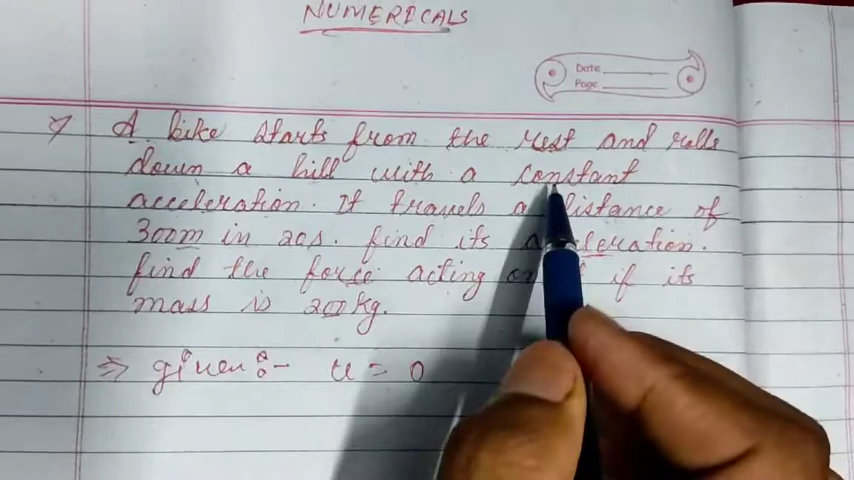 NUMERICALS
Date
Page
A bike starts from the rest and rolls
down a hill with a constant
acceleration. It travels a distance of
300m in 20s. find its acceleration.
find the force acting if its
mass is 200kg.
⇒ given:- u = 0